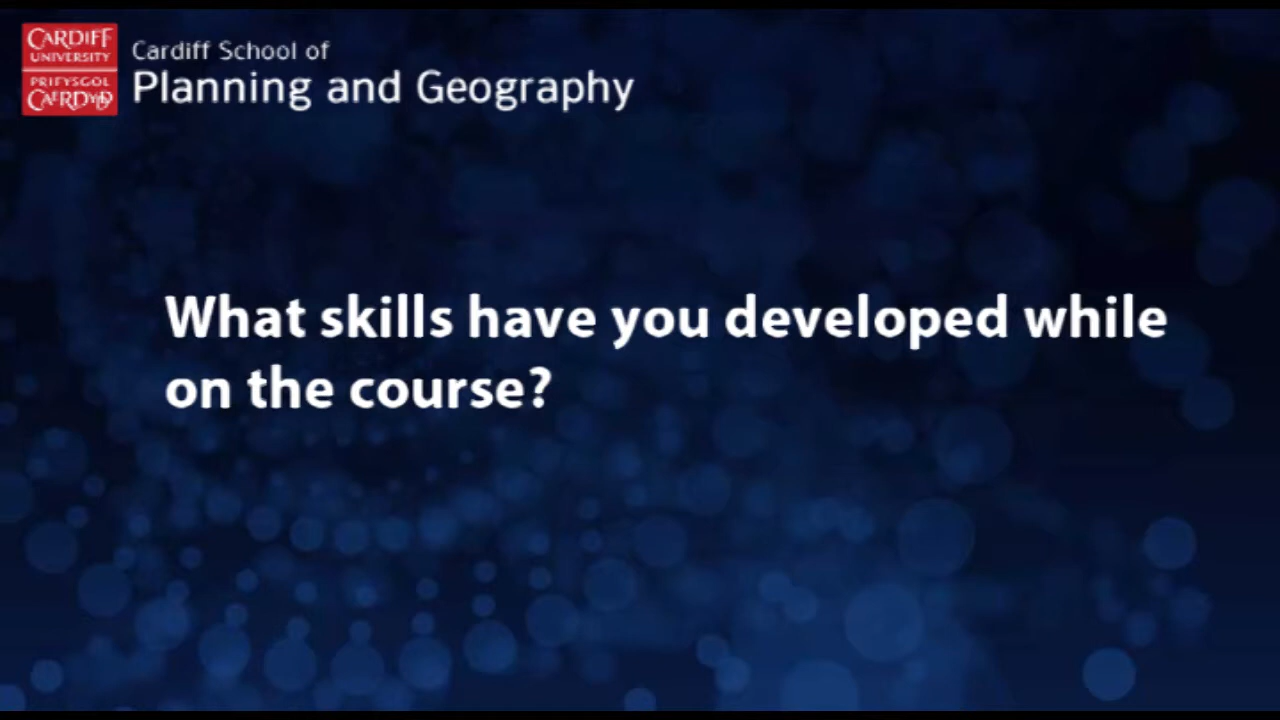 CARDIFF
UNIVERSITY
PRIFYSGOL
CAERDYDD
Cardiff School of
Planning and Geography
What skills have you developed while
on the course?